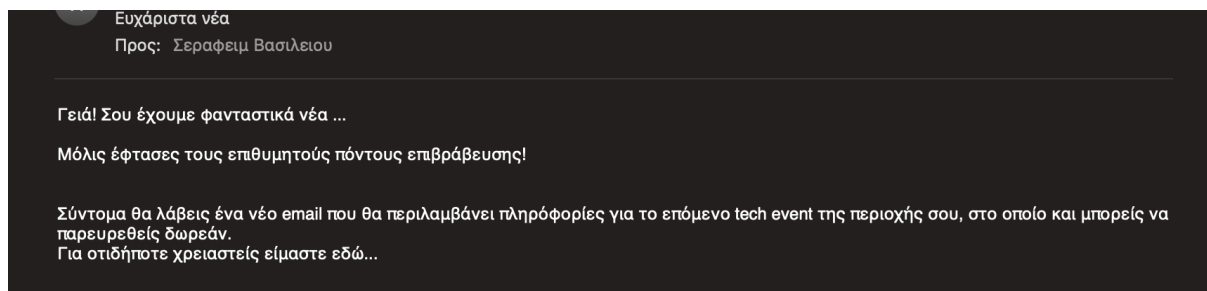 Ευχάριστα νέα
Προς: Σεραφειμ Βασιλειου
Γειά! Σου έχουμε φανταστικά νέα ...
Μόλις έφτασες τους επιθυμητούς πόντους επιβράβευσης!
Σύντομα θα λάβεις ένα νέο email που θα περιλαμβάνει πληρόφορίες για το επόμενο tech event της περιοχής σου, στο οποίο και μπορείς να
παρευρεθείς δωρεάν.
Για οτιδήποτε χρειαστείς είμαστε εδώ...